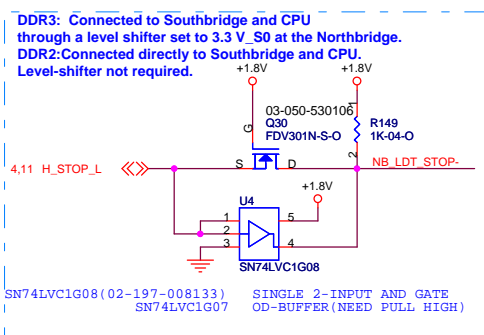 DDR3: Connected to Southbridge and CPU
through a level shifter set to 3.3 V_S0 at the Northbridge.
DDR2:Connected directly to Southbridge and CPU.
Level-shifter not required.
+1.8V
+1.8V
03-050-530106
Q30
FDV301N-S-O
R149
1K-04-O
1
2
G
S
D
4,11 H_STOP_L
NB_LDT_STOP-
+1.8V
U4
1
2
3
5
4
SN74LVC1G08
SN74LVC1G08(02-197-008133) SINGLE 2-INPUT AND GATE
SN74LVC1G07 OD-BUFFER(NEED PULL HIGH)